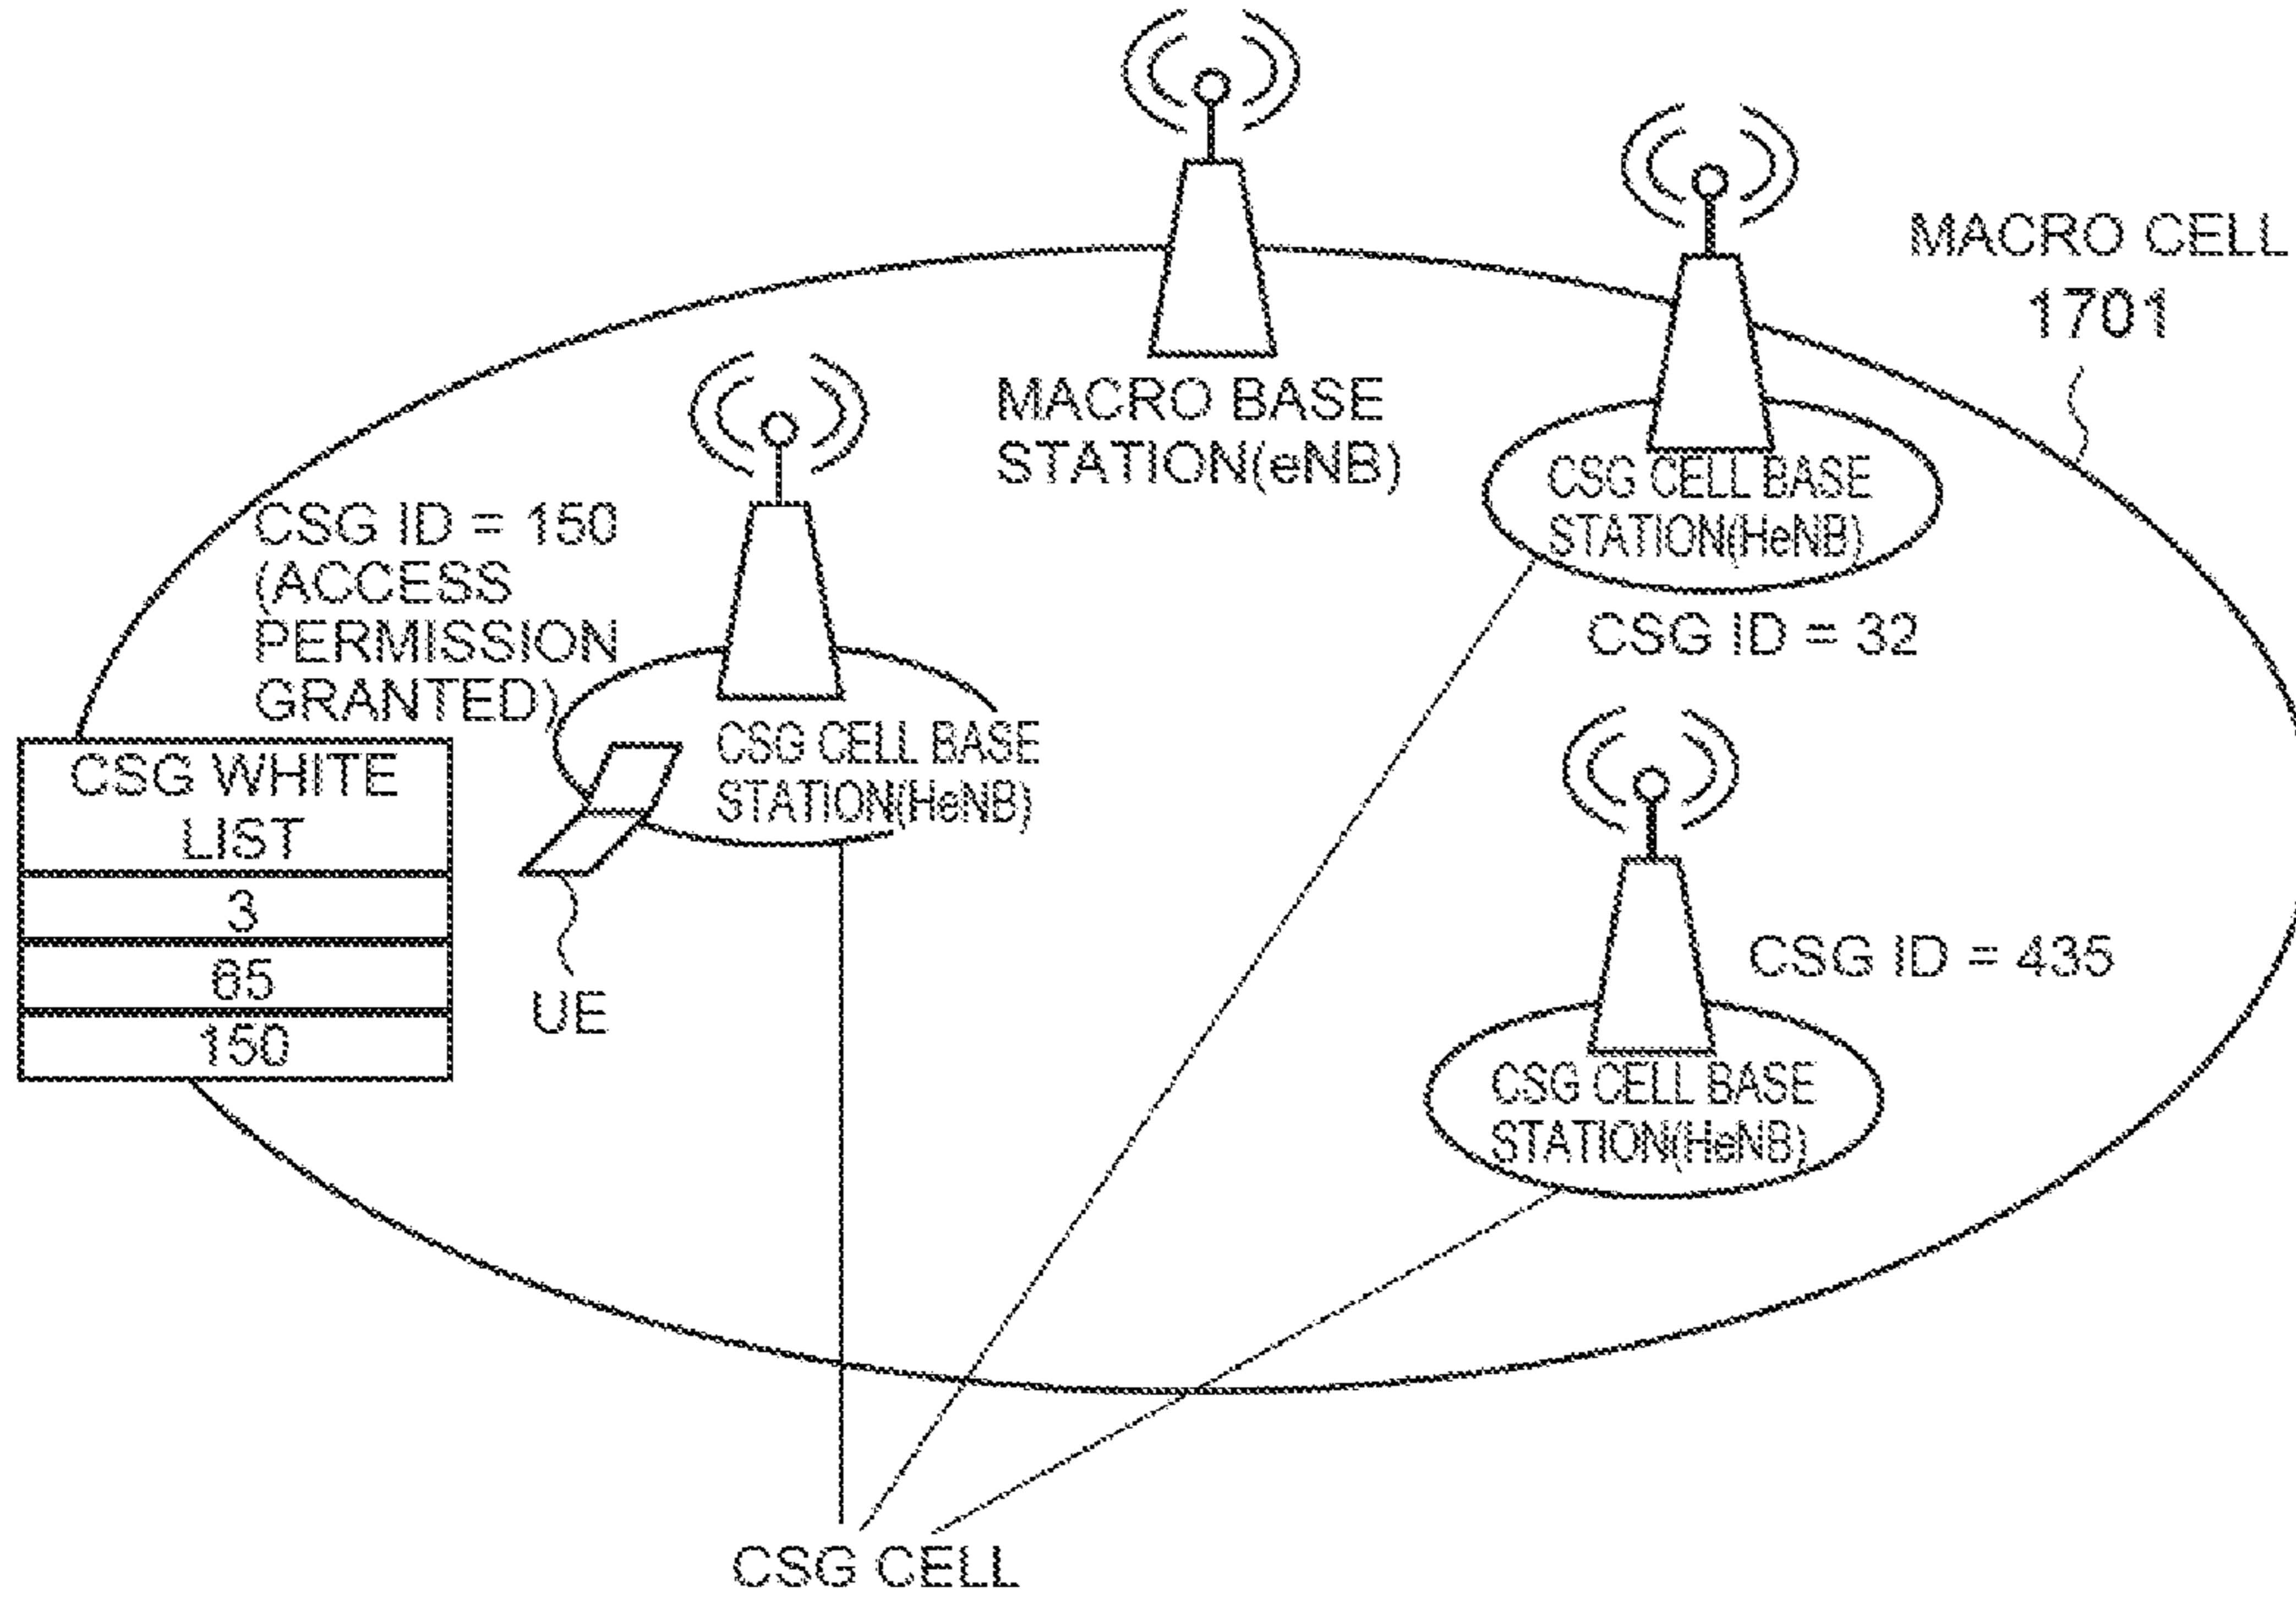 MACRO CELL
1701
MACRO BASE
STATION(eNB)
CSG CELL BASE
STATION(HeNB)
CSG ID = 32
CSG ID = 150
(ACCESS
PERMISSION
GRANTED)
CSG CELL BASE
STATION(HeNB)
CSG WHITE
LIST
3
65
150
UE
CSG ID = 435
CSG CELL BASE
STATION(HeNB)
CSG CELL